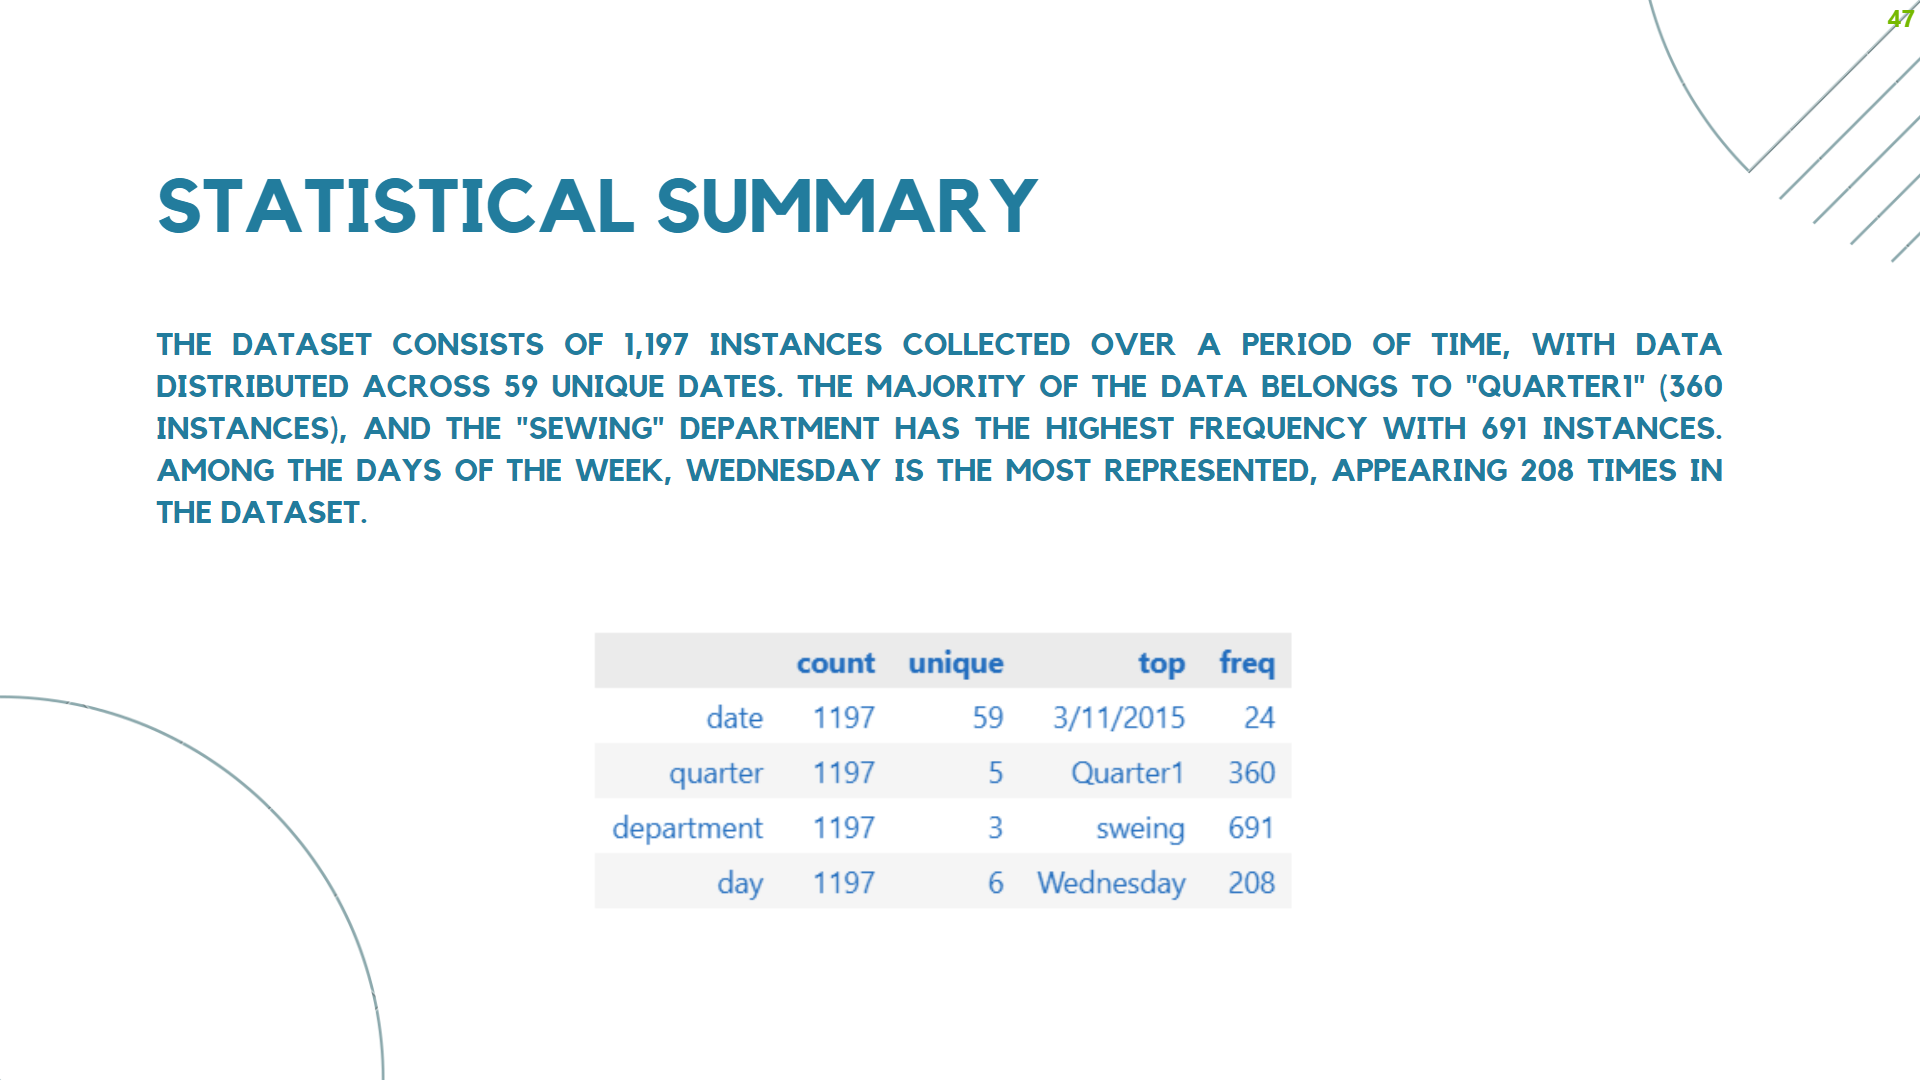 47
STATISTICAL SUMMARY
THE DATASET CONSISTS OF 1,197 INSTANCES COLLECTED OVER A PERIOD OF TIME, WITH DATA
DISTRIBUTED ACROSS 59 UNIQUE DATES. THE MAJORITY OF THE DATA BELONGS TO "QUARTER1" (360
INSTANCES), AND THE "SEWING" DEPARTMENT HAS THE HIGHEST FREQUENCY WITH 691 INSTANCES.
AMONG THE DAYS OF THE WEEK, WEDNESDAY IS THE MOST REPRESENTED, APPEARING 208 TIMES IN
THE DATASET.
count unique top freq
date 1197 59 3/11/2015 24
quarter 1197 5 Quarter1 360
department 1197 3 sweing 691
day 1197 6 Wednesday 208